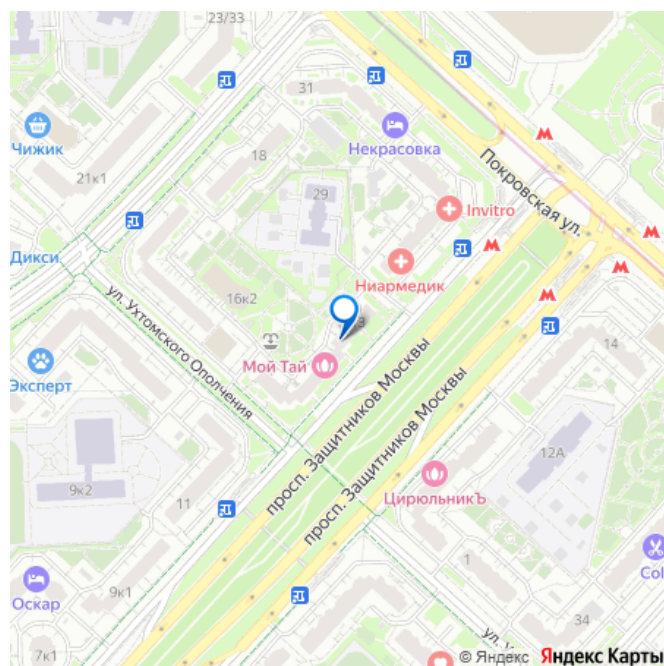 23/33
31
Чижик
Некрасовка
18
21к1
Покровская ул.
29
Invitro
Дикси
Ниармедик
16к2
ул. Ухтомского Ополчения
Мой Тай
Эксперт
просп. Защитников Москвы
просп. Защитников Москвы
14
12А
9к2
11
ЦирюльникЪ
Оскар
9к1
1
Col
34
7к1
© Яндекс Яндекс Карты